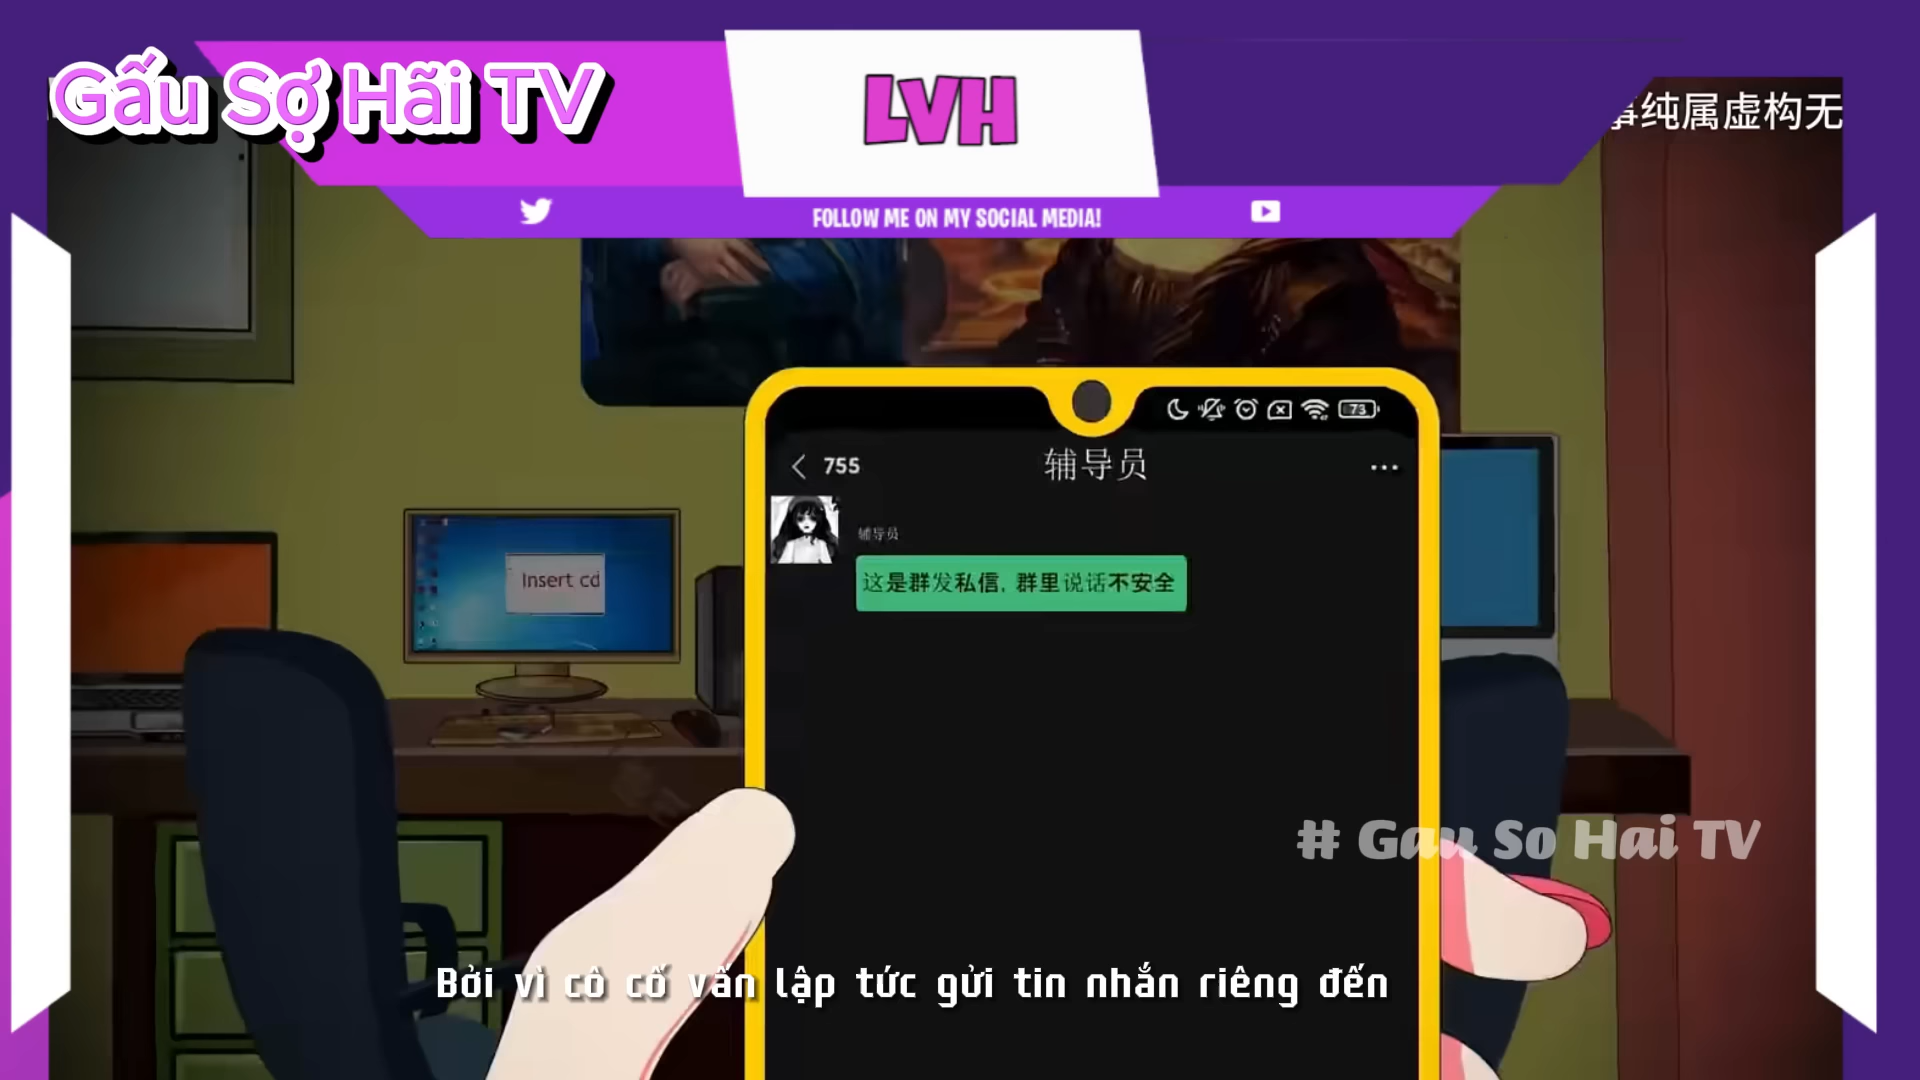 Gấu Sợ Hãi TV
LVH
事纯属虚构无
FOLLOW ME ON MY SOCIAL MEDIA!
73
755
辅导员
辅导员
这是群发私信, 群里说话不安全
Insert cd
# Gau So Hai TV
Bởi vì cô cố vấn lập tức gửi tin nhắn riêng đến